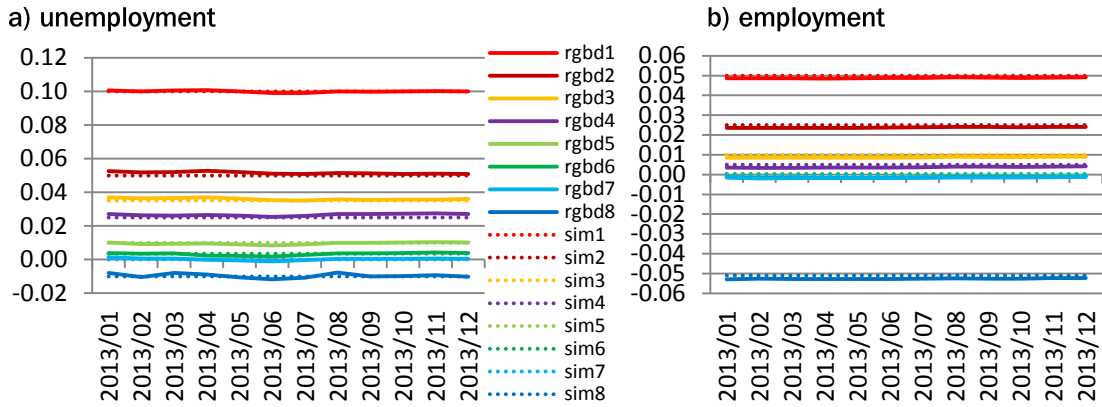 a) unemployment
0.12
0.10
0.08
0.06
0.04
0.02
0.00
-0.02
2013/01
2013/02
2013/03
2013/04
2013/05
2013/06
2013/07
2013/08
2013/09
2013/10
2013/11
2013/12
rgbd1
rgbd2
rgbd3
rgbd4
rgbd5
rgbd6
rgbd7
rgbd8
sim1
sim2
sim3
sim4
sim5
sim6
sim7
sim8
b) employment
0.06
0.05
0.04
0.03
0.02
0.01
0.00
-0.01
-0.02
-0.03
-0.04
-0.05
-0.06
2013/01
2013/02
2013/03
2013/04
2013/05
2013/06
2013/07
2013/08
2013/09
2013/10
2013/11
2013/12